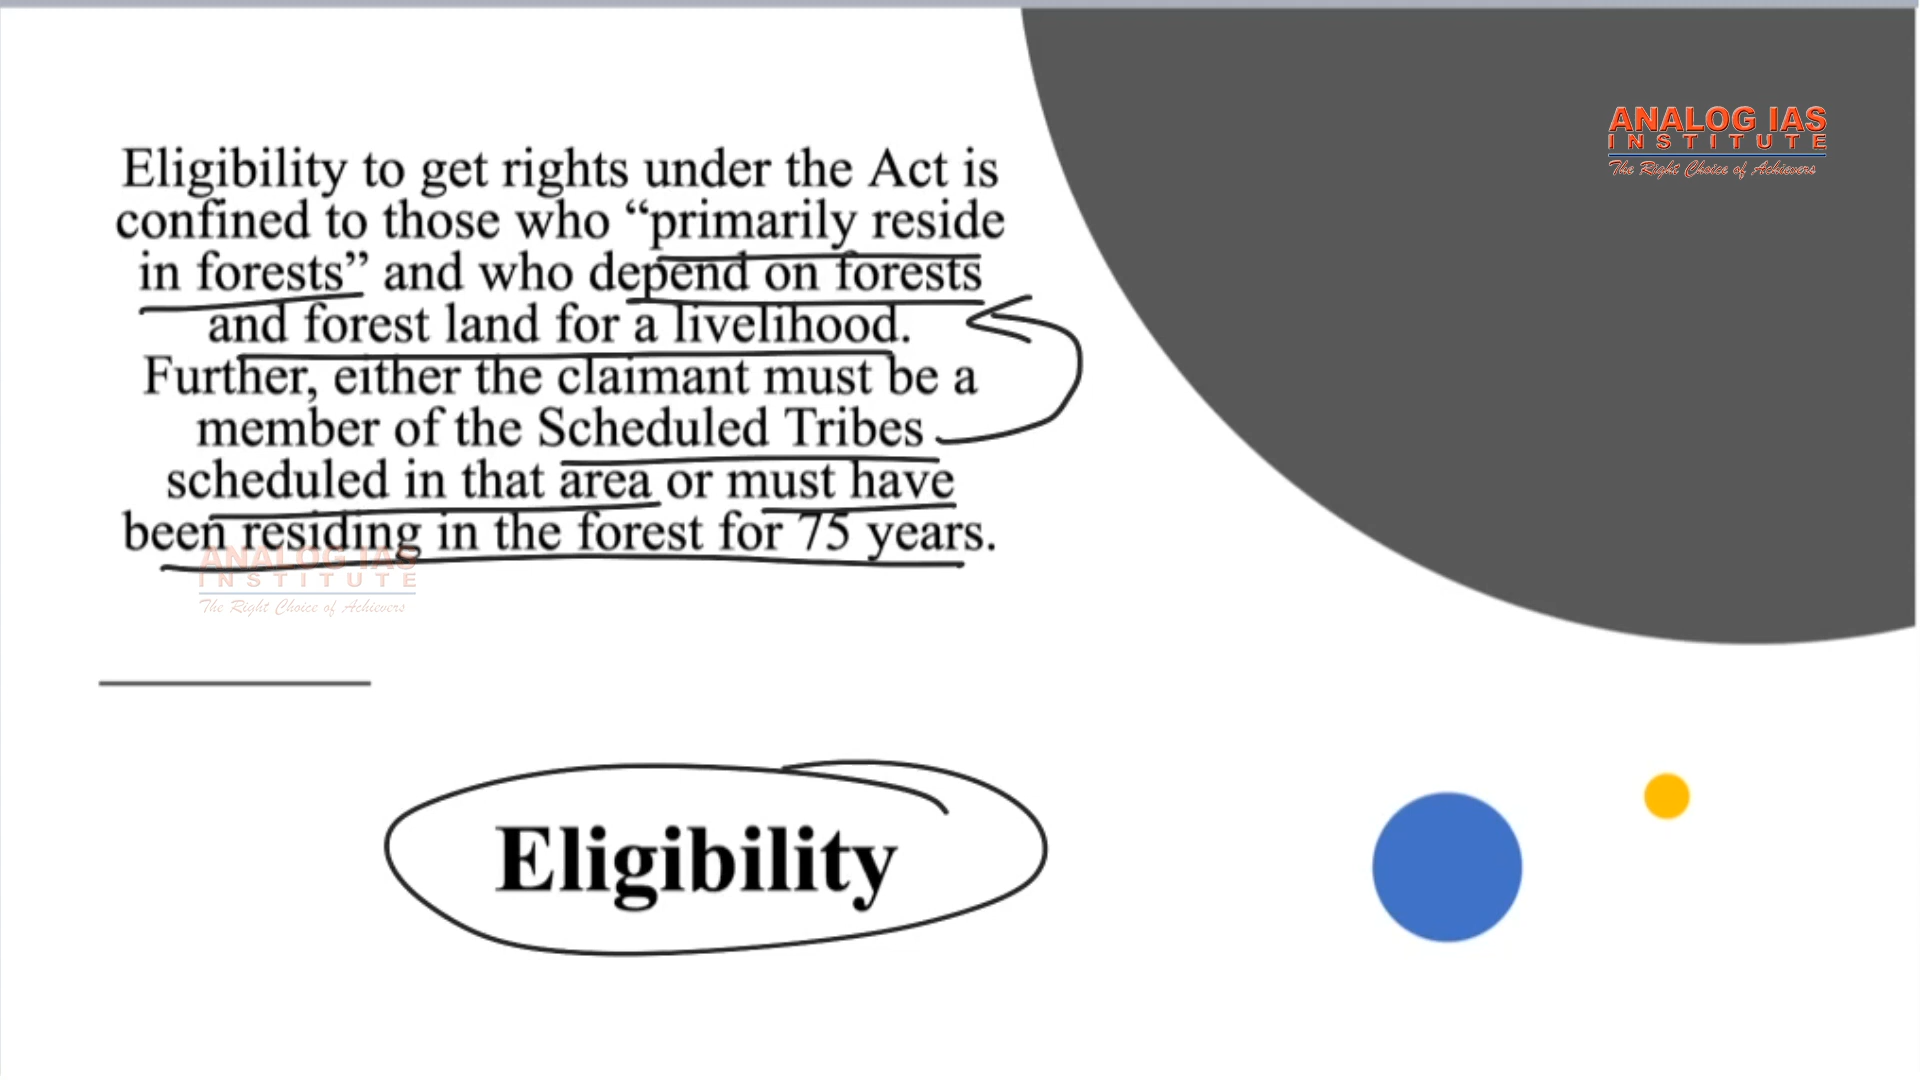 ANALOG IAS
INSTITUTE
The Right Choice of Achievers
Eligibility to get rights under the Act is
confined to those who “primarily reside
in forests” and who depend on forests
and forest land for a livelihood.
Further, either the claimant must be a
member of the Scheduled Tribes
scheduled in that area or must have
been residing in the forest for 75 years.
ANALOG IAS
INSTITUTE
The Right Choice of Achievers
Eligibility